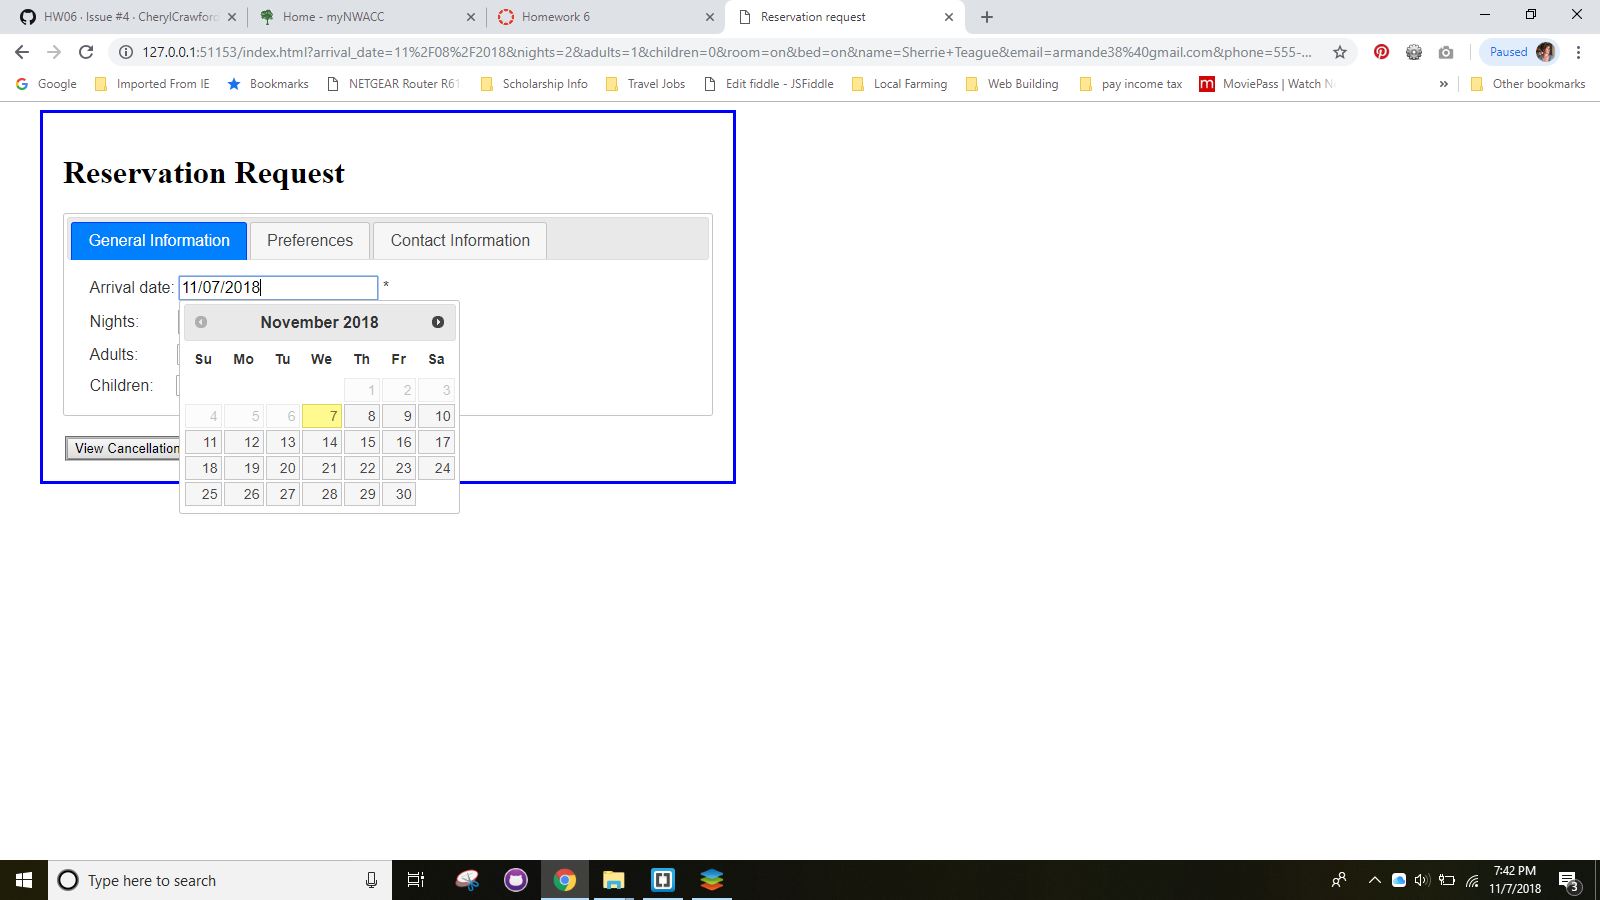 HW06 · Issue #4 · CherylCrawford
Home - myNWACC
Homework 6
Reservation request
127.0.0.1:51153/index.html?arrival_date=11%2F08%2F2018&nights=2&adults=1&children=0&room=on&bed=on&name=Sherrie+Teague&email=armande38%40gmail.com&phone=555-...
Paused
Google
Imported From IE
Bookmarks
NETGEAR Router R61
Scholarship Info
Travel Jobs
Edit fiddle - JSFiddle
Local Farming
Web Building
pay income tax
m MoviePass | Watch
» Other bookmarks
Reservation Request
General Information Preferences Contact Information
Arrival date: 11/07/2018 *
Nights:
Adults:
Children:
November 2018
Su Mo Tu We Th Fr Sa
1 2 3
4 5 6 7 8 9 10
11 12 13 14 15 16 17
18 19 20 21 22 23 24
25 26 27 28 29 30
View Cancellation
Type here to search
7:42 PM
11/7/2018
3